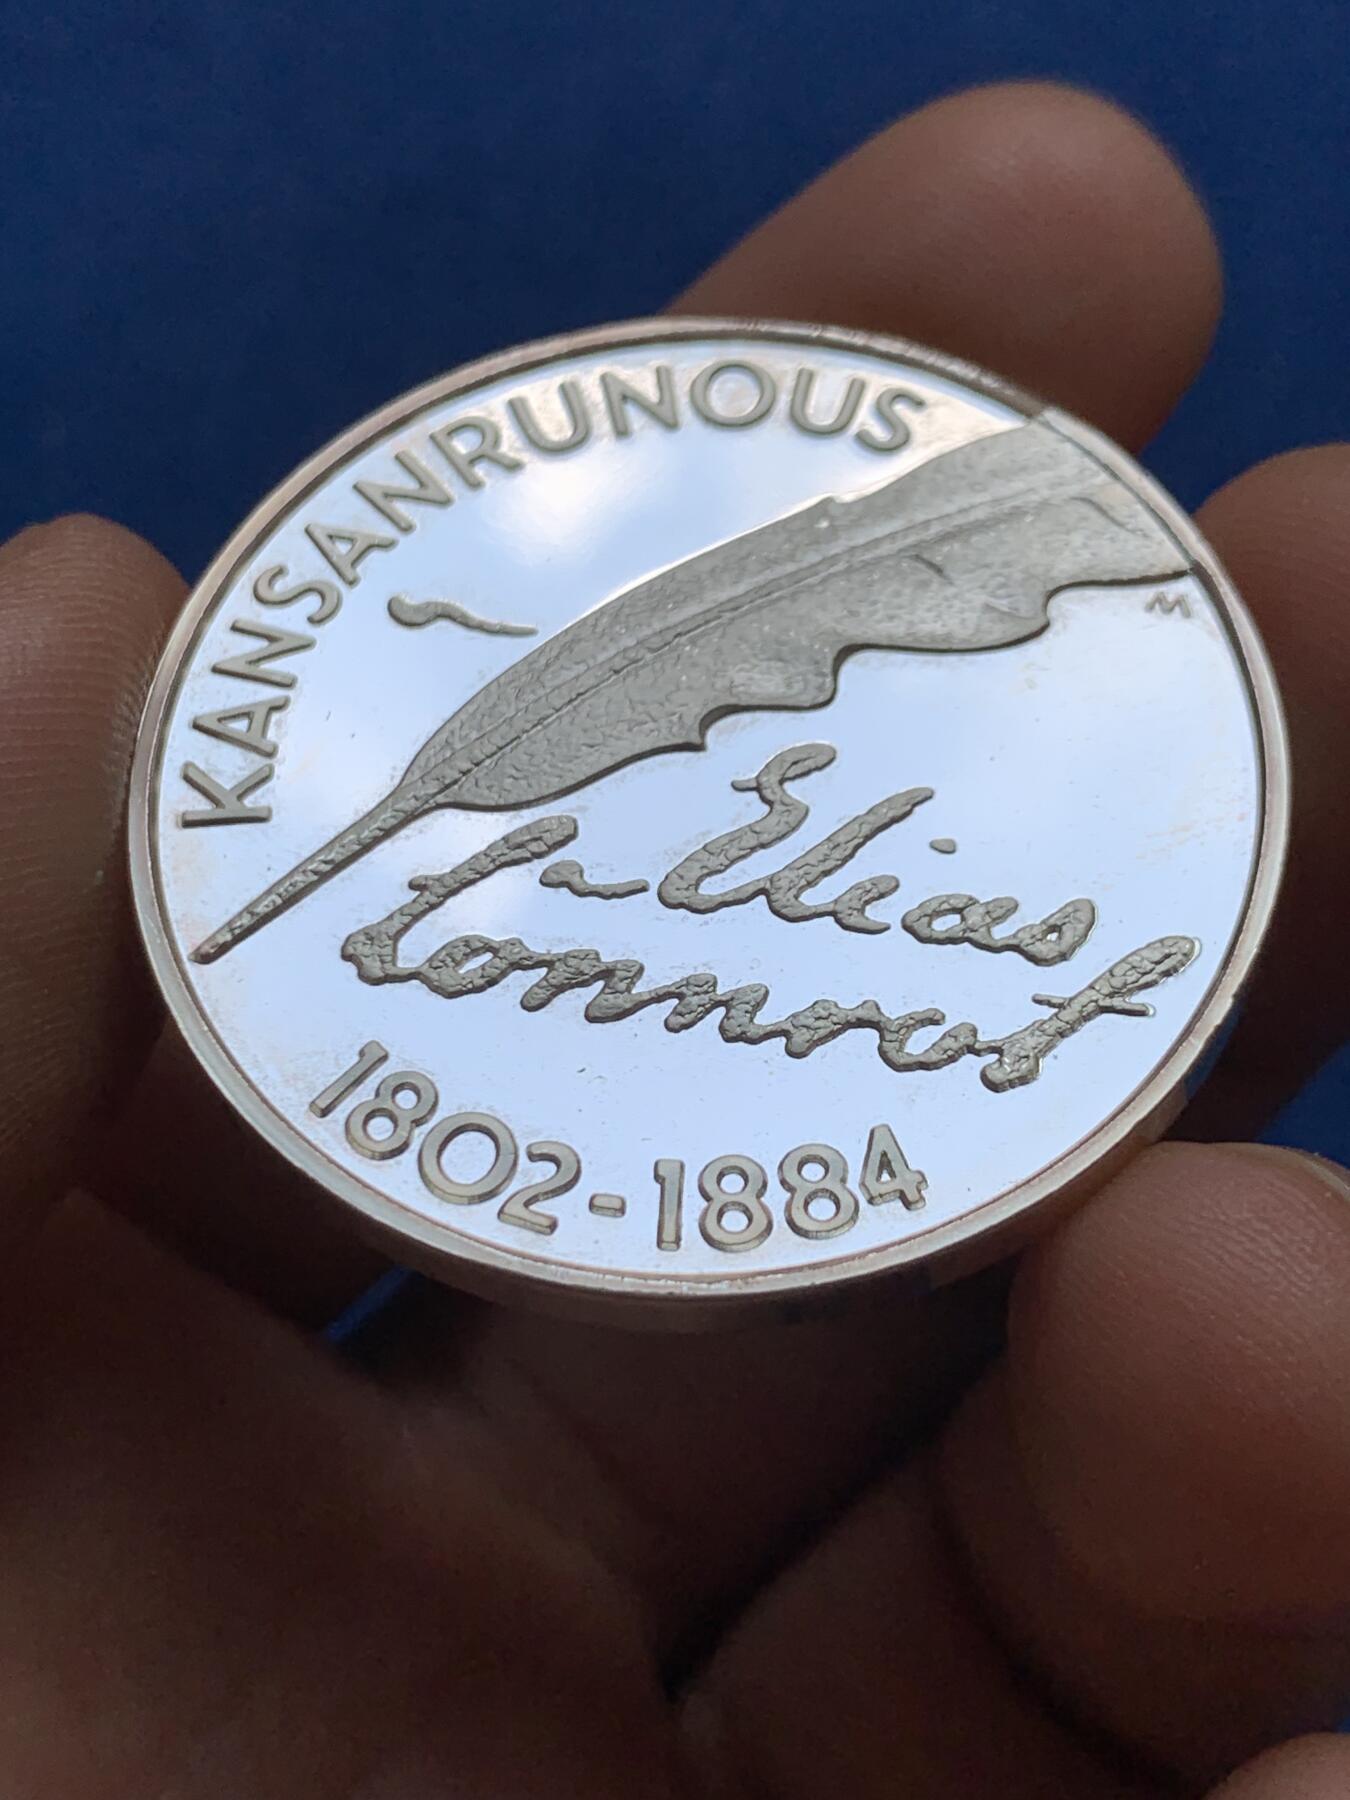 KANSANRUNOUS
M
Elias
Lönnrot
1802-1884